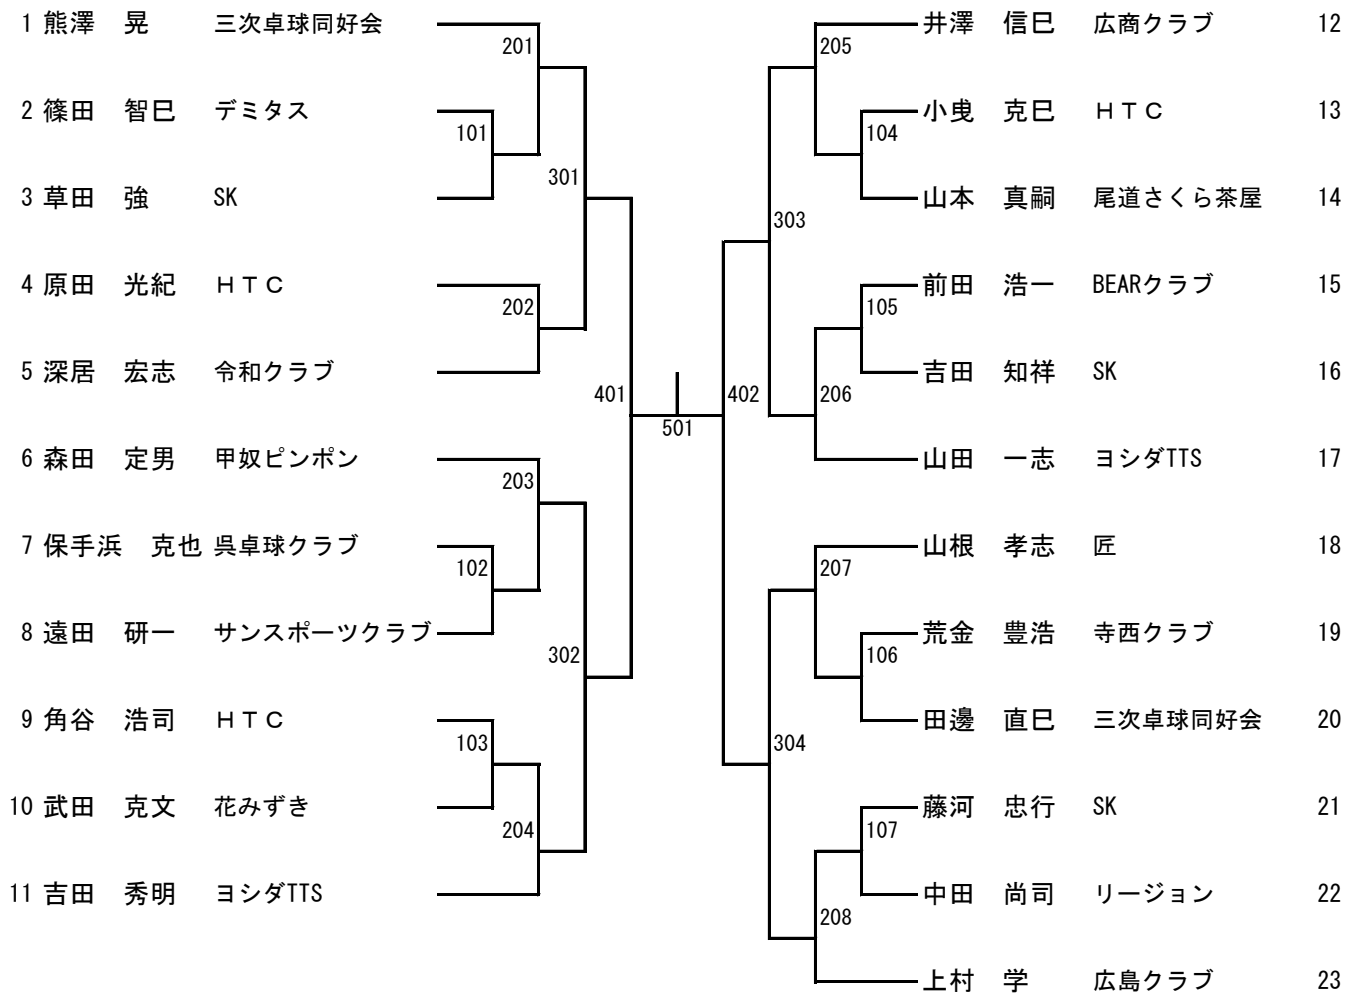 1 熊澤　晃　三次卓球同好会
201
2 篠田　智巳　デミタス
101
3 草田　強　SK
301
4 原田　光紀　ＨＴＣ
202
5 深居　宏志　令和クラブ
401
6 森田　定男　甲奴ピンポン
203
7 保手浜　克也　呉卓球クラブ
102
8 遠田　研一　サンスポーツクラブ
302
9 角谷　浩司　ＨＴＣ
103
10 武田　克文　花みずき
204
11 吉田　秀明　ヨシダTTS
501
井澤　信巳　広商クラブ　12
205
小曵　克巳　ＨＴＣ　13
104
山本　真嗣　尾道さくら茶屋　14
303
前田　浩一　BEARクラブ　15
105
吉田　知祥　SK　16
402
206
山田　一志　ヨシダTTS　17
山根　孝志　匠　18
207
荒金　豊浩　寺西クラブ　19
106
田邊　直巳　三次卓球同好会　20
304
藤河　忠行　SK　21
107
中田　尚司　リージョン　22
208
上村　学　広島クラブ　23